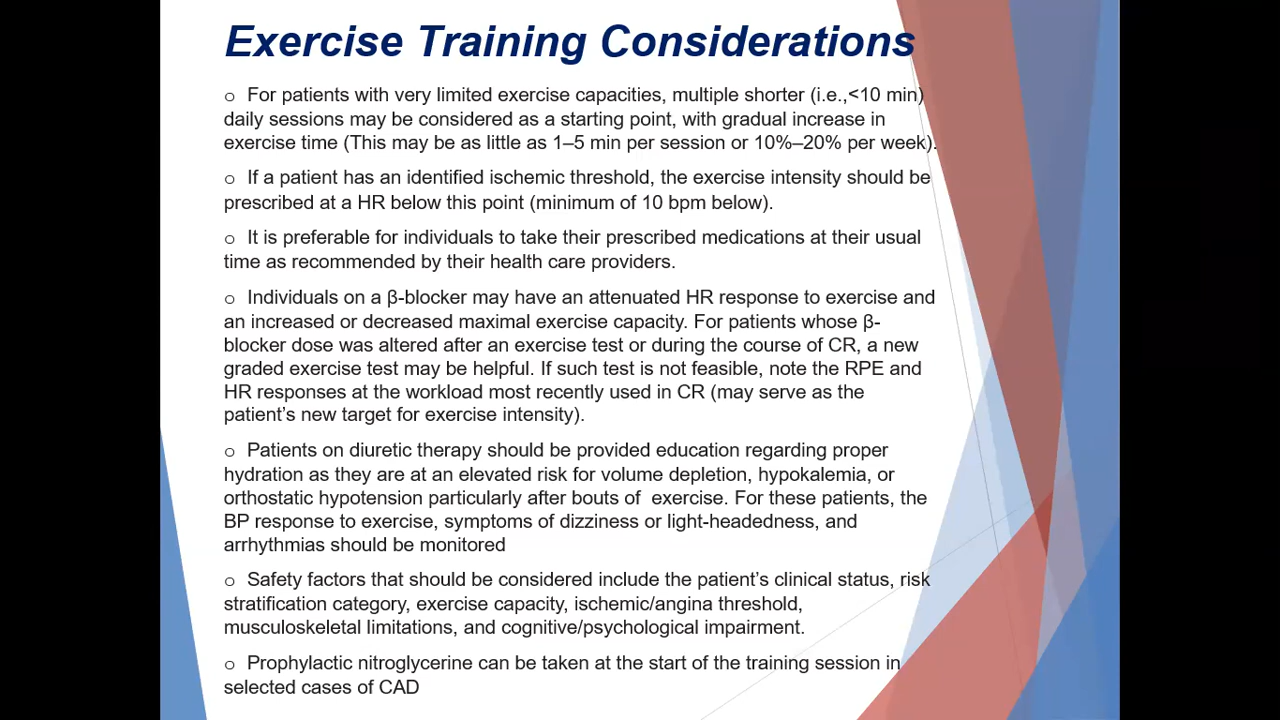 Exercise Training Considerations
o For patients with very limited exercise capacities, multiple shorter (i.e.,<10 min)
daily sessions may be considered as a starting point, with gradual increase in
exercise time (This may be as little as 1–5 min per session or 10%–20% per week).
o If a patient has an identified ischemic threshold, the exercise intensity should be
prescribed at a HR below this point (minimum of 10 bpm below).
o It is preferable for individuals to take their prescribed medications at their usual
time as recommended by their health care providers.
o Individuals on a β-blocker may have an attenuated HR response to exercise and
an increased or decreased maximal exercise capacity. For patients whose β-
blocker dose was altered after an exercise test or during the course of CR, a new
graded exercise test may be helpful. If such test is not feasible, note the RPE and
HR responses at the workload most recently used in CR (may serve as the
patient's new target for exercise intensity).
o Patients on diuretic therapy should be provided education regarding proper
hydration as they are at an elevated risk for volume depletion, hypokalemia, or
orthostatic hypotension particularly after bouts of  exercise. For these patients, the
BP response to exercise, symptoms of dizziness or light-headedness, and
arrhythmias should be monitored
o Safety factors that should be considered include the patient's clinical status, risk
stratification category, exercise capacity, ischemic/angina threshold,
musculoskeletal limitations, and cognitive/psychological impairment.
o Prophylactic nitroglycerine can be taken at the start of the training session in
selected cases of CAD